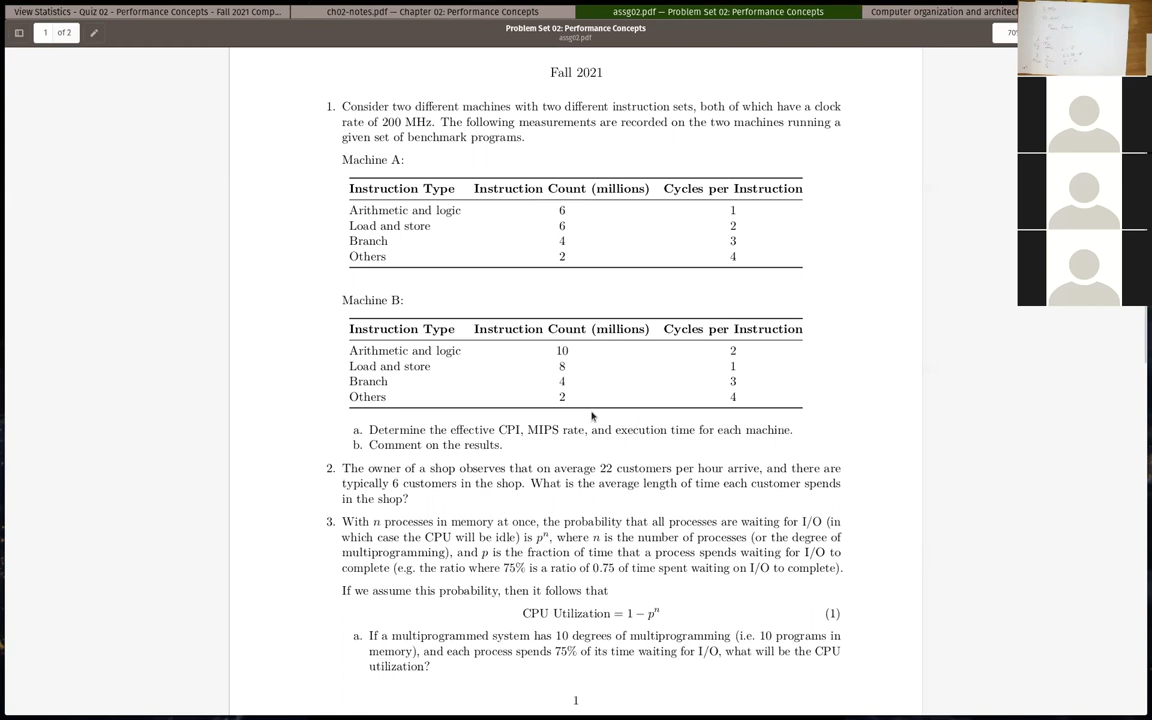 View Statistics - Quiz 02 - Performance Concepts - Fall 2021 Comp...
ch02-notes.pdf — Chapter 02: Performance Concepts
assg02.pdf — Problem Set 02: Performance Concepts
Computer organization and architect
1 of 2
Problem Set 02: Performance Concepts
assg02.pdf
70%
Fall 2021
1. Consider two different machines with two different instruction sets, both of which have a clock
rate of 200 MHz. The following measurements are recorded on the two machines running a
given set of benchmark programs.
Machine A:
Instruction Type Instruction Count (millions) Cycles per Instruction
Arithmetic and logic 6 1
Load and store 6 2
Branch 4 3
Others 2 4
Machine B:
Instruction Type Instruction Count (millions) Cycles per Instruction
Arithmetic and logic 10 2
Load and store 8 1
Branch 4 3
Others 2 4
a. Determine the effective CPI, MIPS rate, and execution time for each machine.
b. Comment on the results.
2. The owner of a shop observes that on average 22 customers per hour arrive, and there are
typically 6 customers in the shop. What is the average length of time each customer spends
in the shop?
3. With n processes in memory at once, the probability that all processes are waiting for I/O (in
which case the CPU will be idle) is pⁿ, where n is the number of processes (or the degree of
multiprogramming), and p is the fraction of time that a process spends waiting for I/O to
complete (e.g. the ratio where 75% is a ratio of 0.75 of time spent waiting on I/O to complete).
If we assume this probability, then it follows that
CPU Utilization = 1 − pⁿ (1)
a. If a multiprogrammed system has 10 degrees of multiprogramming (i.e. 10 programs in
memory), and each process spends 75% of its time waiting for I/O, what will be the CPU
utilization?
1